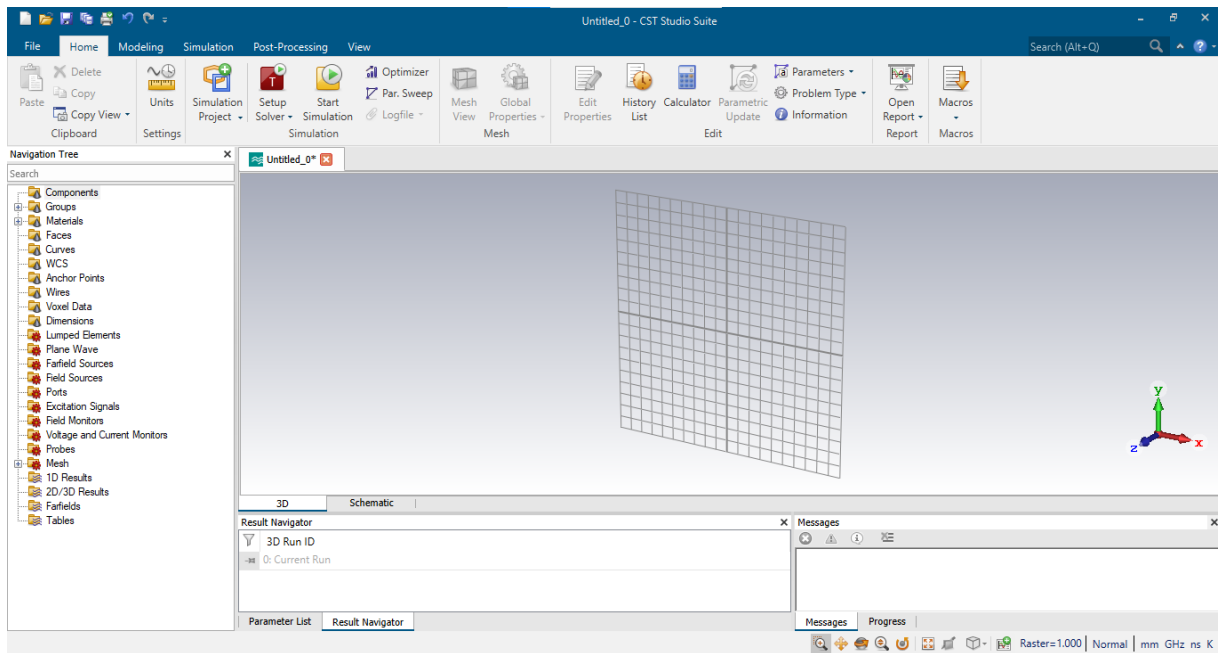 Untitled_0 - CST Studio Suite
File Home Modeling Simulation Post-Processing View Search (Alt+Q)
Paste
Delete
Copy
Copy View
Clipboard
Units
Settings
Simulation
Project
Setup
Solver
Start
Simulation
Optimizer
Par. Sweep
Logfile
Simulation
Mesh
View
Global
Properties
Mesh
Edit
Properties
History
List
Calculator
Parametric
Update
Parameters
Problem Type
Information
Edit
Open
Report
Report
Macros
Macros
Navigation Tree
Search
Components
Groups
Materials
Faces
Curves
WCS
Anchor Points
Wires
Voxel Data
Dimensions
Lumped Elements
Plane Wave
Farfield Sources
Field Sources
Ports
Excitation Signals
Field Monitors
Voltage and Current Monitors
Probes
Mesh
1D Results
2D/3D Results
Farfields
Tables
Untitled_0*
y
z
x
3D Schematic
Result Navigator
3D Run ID
0: Current Run
Parameter List Result Navigator
Messages
Messages Progress
Raster=1.000 Normal mm GHz ns K